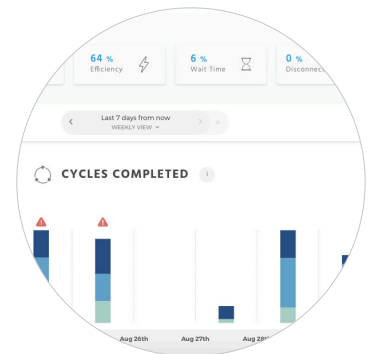 64 %
Efficiency
6 %
Wait Time
0 %
Last 7 days from now
WEEKLY VIEW
CYCLES COMPLETED
i
Aug 26th
Aug 27th
Aug